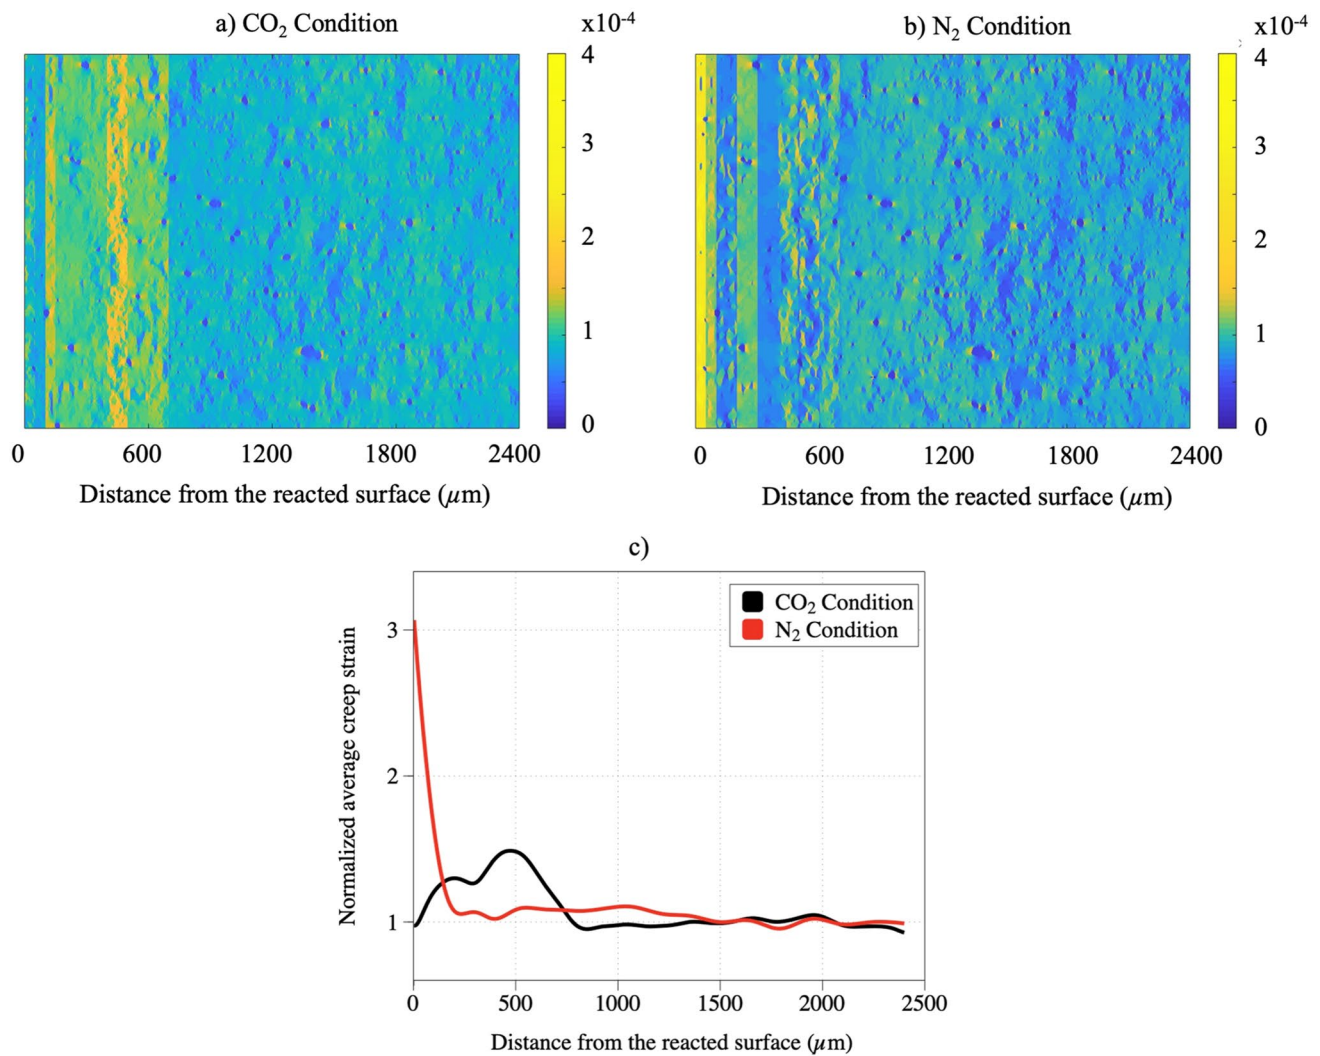 a) CO₂ Condition
x10⁻⁴
4
3
2
1
0
0 600 1200 1800 2400
Distance from the reacted surface (μm)
b) N₂ Condition
x10⁻⁴
4
3
2
1
0
0 600 1200 1800 2400
Distance from the reacted surface (μm)
c)
CO₂ Condition
N₂ Condition
Normalized average creep strain
3
2
1
0 500 1000 1500 2000 2500
Distance from the reacted surface (μm)